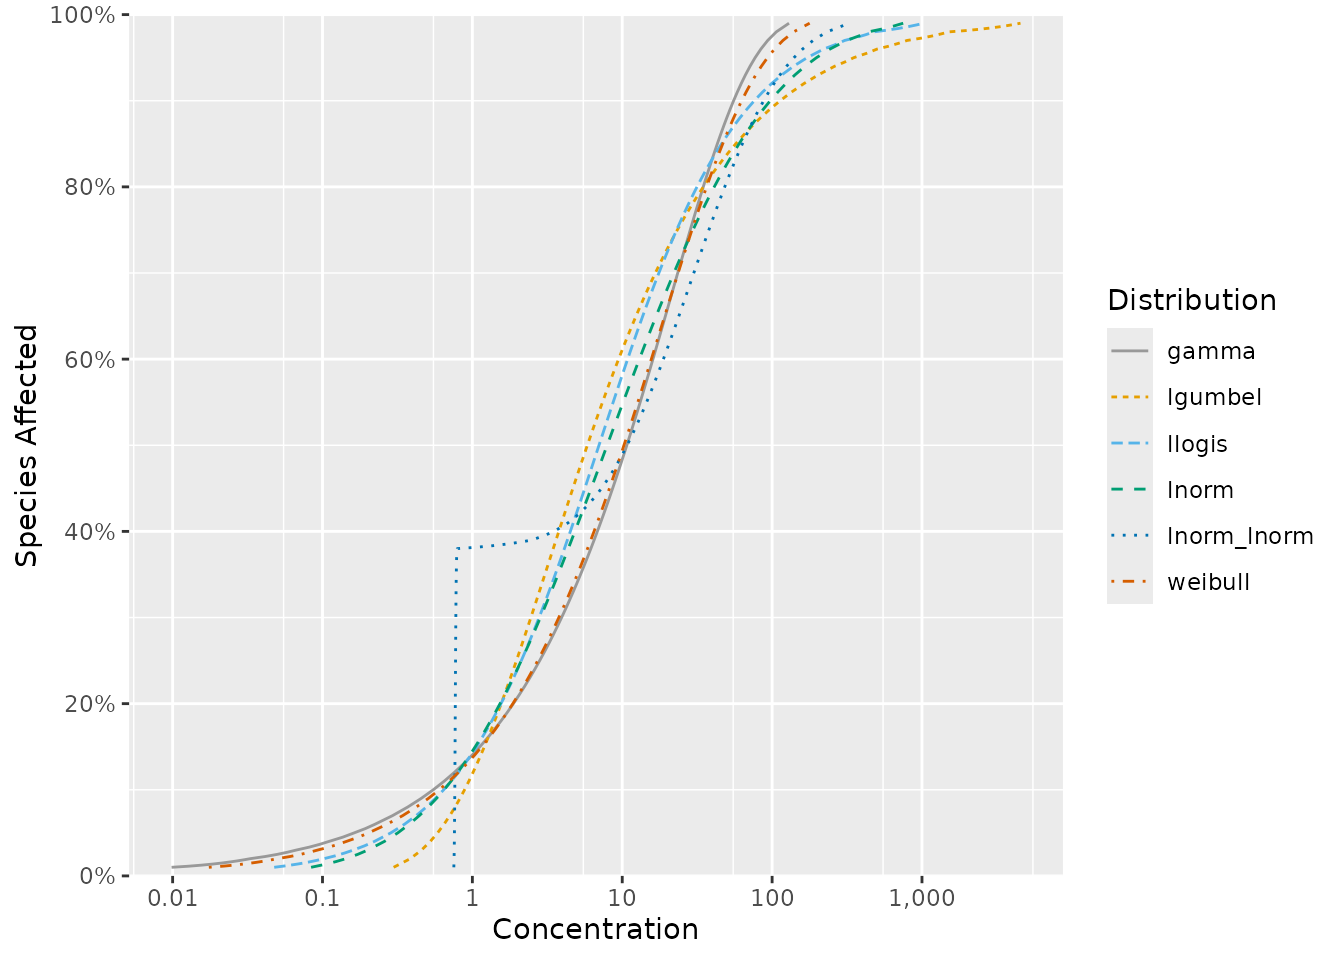 100%
80%
60%
40%
20%
0%
Species Affected
0.01 0.1 1 10 100 1,000
Concentration
Distribution
gamma
lgumbel
llogis
lnorm
lnorm_lnorm
weibull